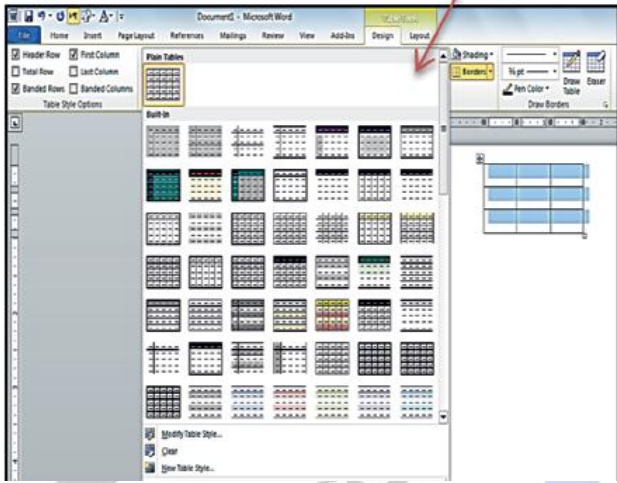 Document1 - Microsoft Word
Table Tools
File Home Insert Page Layout References Mailings Review View Add-Ins Design Layout
Header Row First Column
Total Row Last Column
Banded Rows Banded Columns
Table Style Options
Plain Tables
Built-In
Shading
Borders
½ pt
Pen Color
Draw Table
Eraser
Draw Borders
Modify Table Style...
Clear
New Table Style...